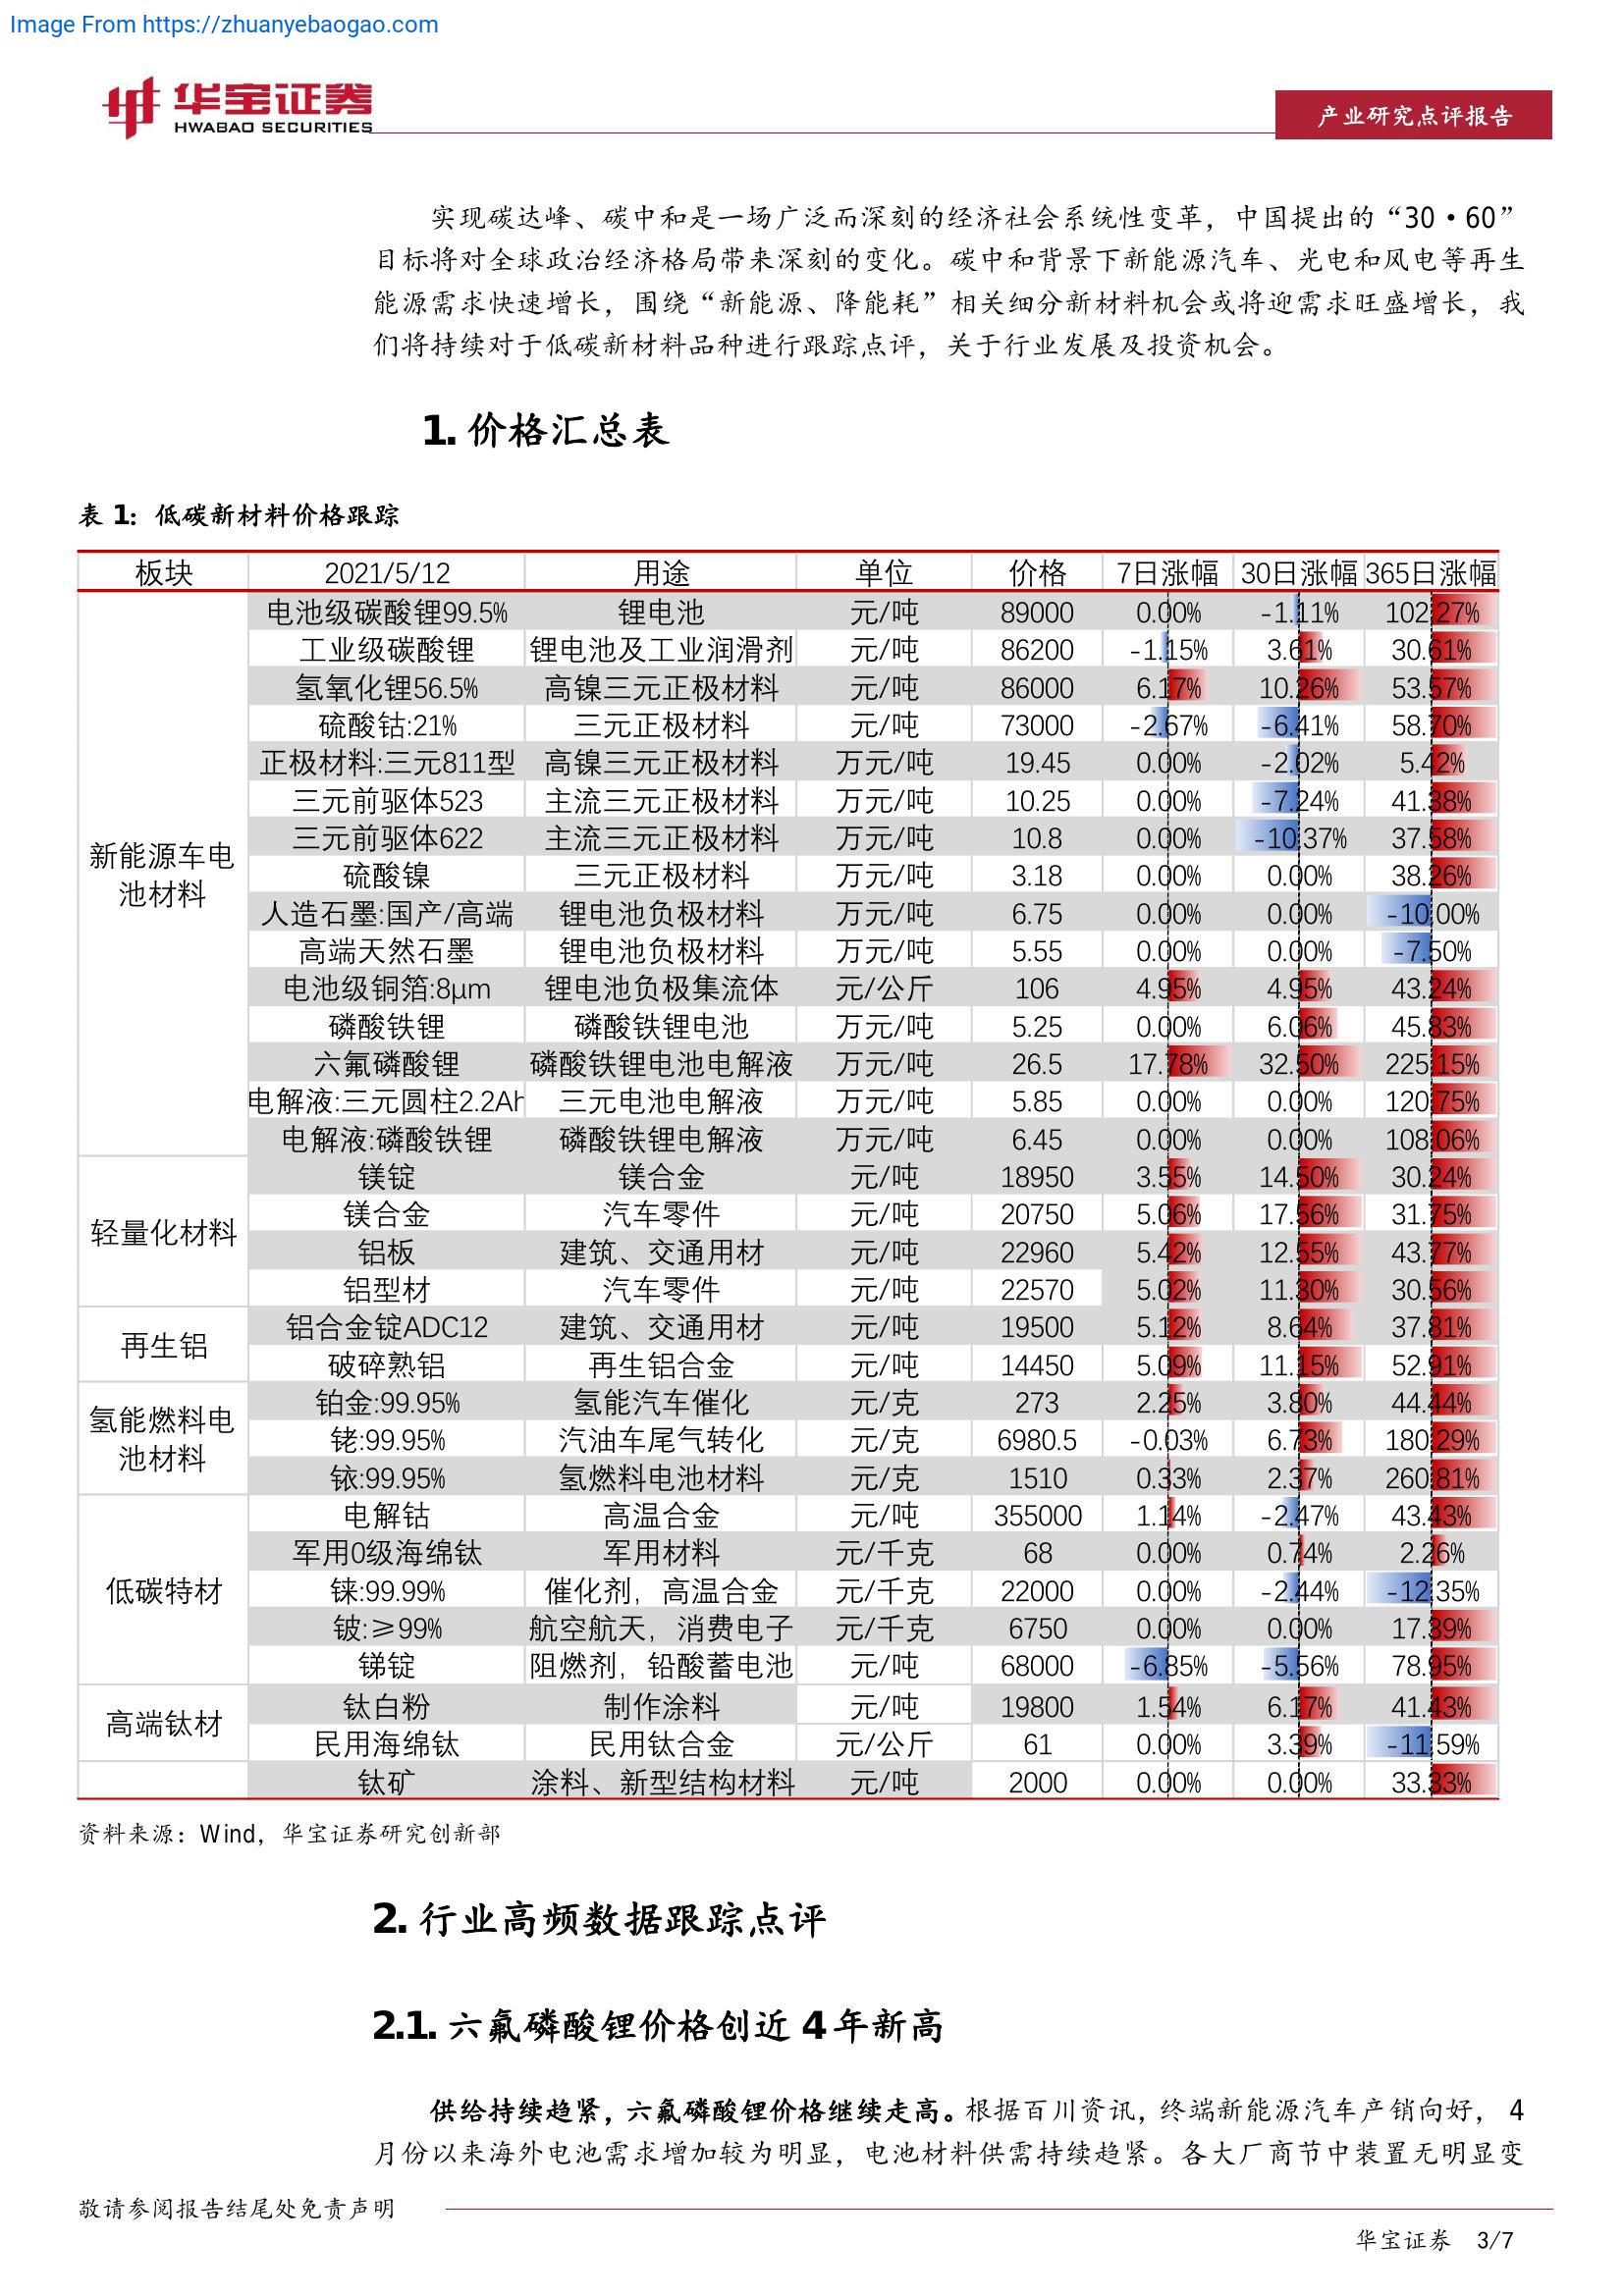 Image From https://zhuanyebaogao.com
华宝证券
HWABAO SECURITIES
产业研究点评报告
实现碳达峰、碳中和是一场广泛而深刻的经济社会系统性变革，中国提出的“30·60”
目标将对全球政治经济格局带来深刻的变化。碳中和背景下新能源汽车、光电和风电等再生
能源需求快速增长，围绕“新能源、降能耗”相关细分新材料机会或将迎需求旺盛增长，我
们将持续对于低碳新材料品种进行跟踪点评，关于行业发展及投资机会。
1. 价格汇总表
表 1：低碳新材料价格跟踪
板块 2021/5/12 用途 单位 价格 7日涨幅 30日涨幅 365日涨幅
新能源车电池材料
电池级碳酸锂99.5% 锂电池 元/吨 89000 0.00% -1.11% 102.27%
工业级碳酸锂 锂电池及工业润滑剂 元/吨 86200 -1.15% 3.61% 30.61%
氢氧化锂56.5% 高镍三元正极材料 元/吨 86000 6.17% 10.26% 53.57%
硫酸钴:21% 三元正极材料 元/吨 73000 -2.67% -6.41% 58.70%
正极材料:三元811型 高镍三元正极材料 万元/吨 19.45 0.00% -2.02% 5.42%
三元前驱体523 主流三元正极材料 万元/吨 10.25 0.00% -7.24% 41.38%
三元前驱体622 主流三元正极材料 万元/吨 10.8 0.00% -10.37% 37.58%
硫酸镍 三元正极材料 万元/吨 3.18 0.00% 0.00% 38.26%
人造石墨:国产/高端 锂电池负极材料 万元/吨 6.75 0.00% 0.00% -10.00%
高端天然石墨 锂电池负极材料 万元/吨 5.55 0.00% 0.00% -7.50%
电池级铜箔:8μm 锂电池负极集流体 元/公斤 106 4.95% 4.95% 43.24%
磷酸铁锂 磷酸铁锂电池 万元/吨 5.25 0.00% 6.06% 45.83%
六氟磷酸锂 磷酸铁锂电池电解液 万元/吨 26.5 17.78% 32.50% 225.15%
电解液:三元圆柱2.2Ah 三元电池电解液 万元/吨 5.85 0.00% 0.00% 120.75%
电解液:磷酸铁锂 磷酸铁锂电解液 万元/吨 6.45 0.00% 0.00% 108.06%
轻量化材料
镁锭 镁合金 元/吨 18950 3.55% 14.50% 30.24%
镁合金 汽车零件 元/吨 20750 5.06% 17.56% 31.75%
铝板 建筑、交通用材 元/吨 22960 5.42% 12.55% 43.77%
铝型材 汽车零件 元/吨 22570 5.02% 11.30% 30.56%
再生铝
铝合金锭ADC12 建筑、交通用材 元/吨 19500 5.12% 8.64% 37.81%
破碎熟铝 再生铝合金 元/吨 14450 5.09% 11.15% 52.91%
氢能燃料电池材料
铂金:99.95% 氢能汽车催化 元/克 273 2.25% 3.80% 44.44%
铑:99.95% 汽油车尾气转化 元/克 6980.5 -0.03% 6.73% 180.29%
铱:99.95% 氢燃料电池材料 元/克 1510 0.33% 2.37% 260.81%
低碳特材
电解钴 高温合金 元/吨 355000 1.14% -2.47% 43.43%
军用0级海绵钛 军用材料 元/千克 68 0.00% 0.74% 2.26%
铼:99.99% 催化剂，高温合金 元/千克 22000 0.00% -2.44% -12.35%
铍:≥99% 航空航天，消费电子 元/千克 6750 0.00% 0.00% 17.39%
锑锭 阻燃剂，铅酸蓄电池 元/吨 68000 -6.85% -5.56% 78.95%
高端钛材
钛白粉 制作涂料 元/吨 19800 1.54% 6.17% 41.43%
民用海绵钛 民用钛合金 元/公斤 61 0.00% 3.39% -11.59%
钛矿 涂料、新型结构材料 元/吨 2000 0.00% 0.00% 33.33%
资料来源：Wind，华宝证券研究创新部
2. 行业高频数据跟踪点评
2.1. 六氟磷酸锂价格创近 4 年新高
供给持续趋紧，六氟磷酸锂价格继续走高。根据百川资讯，终端新能源汽车产销向好， 4
月份以来海外电池需求增加较为明显，电池材料供需持续趋紧。各大厂商节中装置无明显变
敬请参阅报告结尾处免责声明
华宝证券 3/7